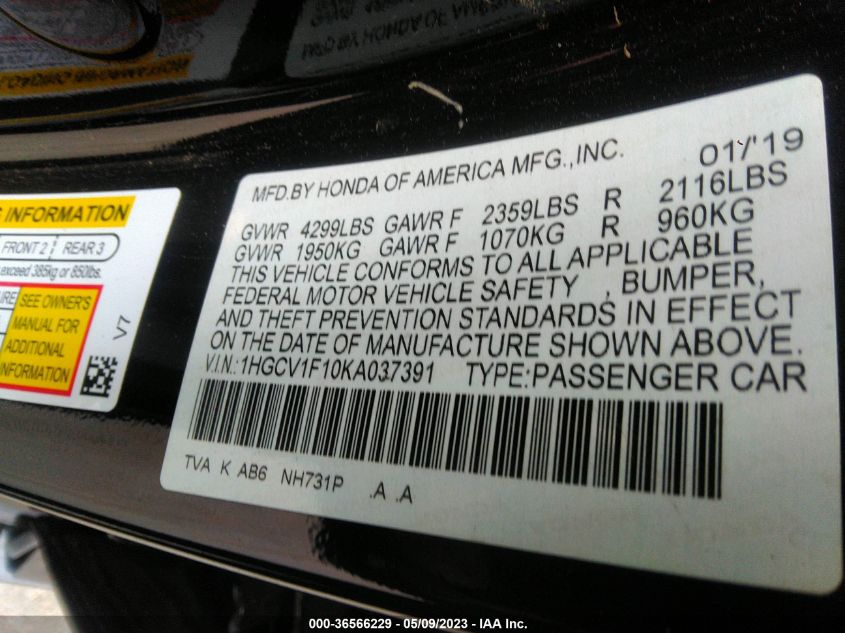 MFD.BY HONDA OF AMERICA MFG.,INC. 01/'19
GVWR 4299LBS GAWR F 2359LBS R 2116LBS
GVWR 1950KG GAWR F 1070KG R 960KG
THIS VEHICLE CONFORMS TO ALL APPLICABLE
FEDERAL MOTOR VEHICLE SAFETY , BUMPER,
AND THEFT PREVENTION STANDARDS IN EFFECT
ON THE DATE OF MANUFACTURE SHOWN ABOVE.
V.I.N.:1HGCV1F10KA037391 TYPE:PASSENGER CAR
TVA K AB6 NH731P .A .A
INFORMATION
FRONT 2 REAR 3
exceed 385kg or 850lbs.
SEE OWNER'S
MANUAL FOR
ADDITIONAL
INFORMATION
V7
000-36566229 - 05/09/2023 - IAA Inc.